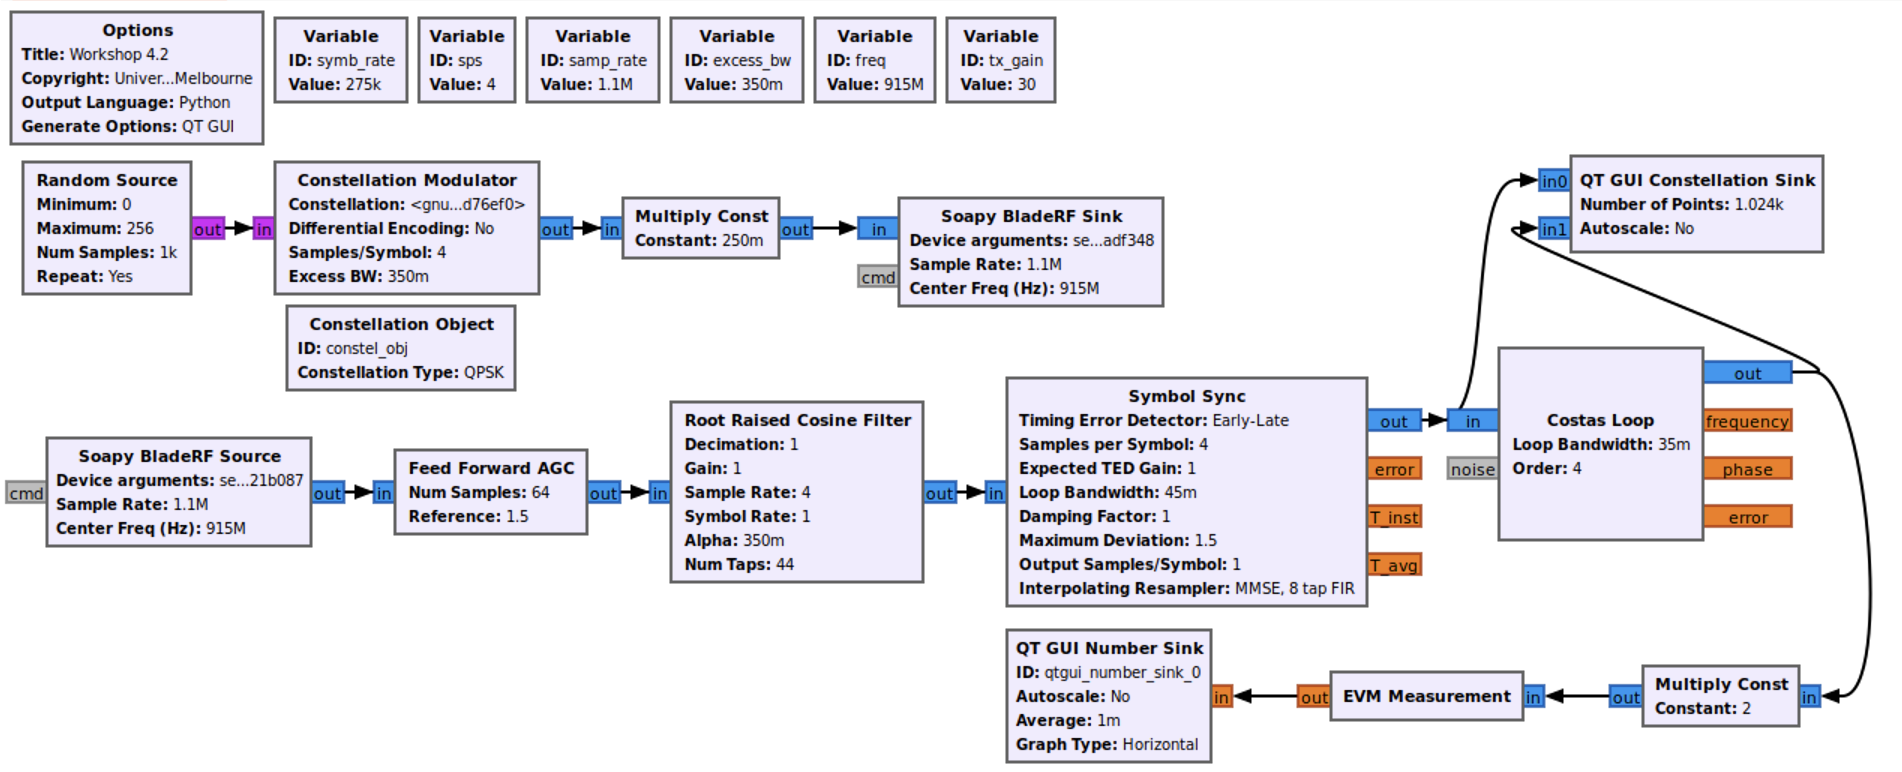 Options
Title: Workshop 4.2
Copyright: Univer...Melbourne
Output Language: Python
Generate Options: QT GUI
Variable
ID: symb_rate
Value: 275k
Variable
ID: sps
Value: 4
Variable
ID: samp_rate
Value: 1.1M
Variable
ID: excess_bw
Value: 350m
Variable
ID: freq
Value: 915M
Variable
ID: tx_gain
Value: 30
Random Source
Minimum: 0
Maximum: 256
Num Samples: 1k
Repeat: Yes
out
in
Constellation Modulator
Constellation: <gnu...d76ef0>
Differential Encoding: No
Samples/Symbol: 4
Excess BW: 350m
out
in
Multiply Const
Constant: 250m
out
in
cmd
Soapy BladeRF Sink
Device arguments: se...adf348
Sample Rate: 1.1M
Center Freq (Hz): 915M
in0
in1
QT GUI Constellation Sink
Number of Points: 1.024k
Autoscale: No
Constellation Object
ID: constel_obj
Constellation Type: QPSK
cmd
Soapy BladeRF Source
Device arguments: se...21b087
Sample Rate: 1.1M
Center Freq (Hz): 915M
out
in
Feed Forward AGC
Num Samples: 64
Reference: 1.5
out
in
Root Raised Cosine Filter
Decimation: 1
Gain: 1
Sample Rate: 4
Symbol Rate: 1
Alpha: 350m
Num Taps: 44
out
in
Symbol Sync
Timing Error Detector: Early-Late
Samples per Symbol: 4
Expected TED Gain: 1
Loop Bandwidth: 45m
Damping Factor: 1
Maximum Deviation: 1.5
Output Samples/Symbol: 1
Interpolating Resampler: MMSE, 8 tap FIR
out
error
T_inst
T_avg
in
noise
Costas Loop
Loop Bandwidth: 35m
Order: 4
out
frequency
phase
error
QT GUI Number Sink
ID: qtgui_number_sink_0
Autoscale: No
Average: 1m
Graph Type: Horizontal
in
out
EVM Measurement
in
out
Multiply Const
Constant: 2
in